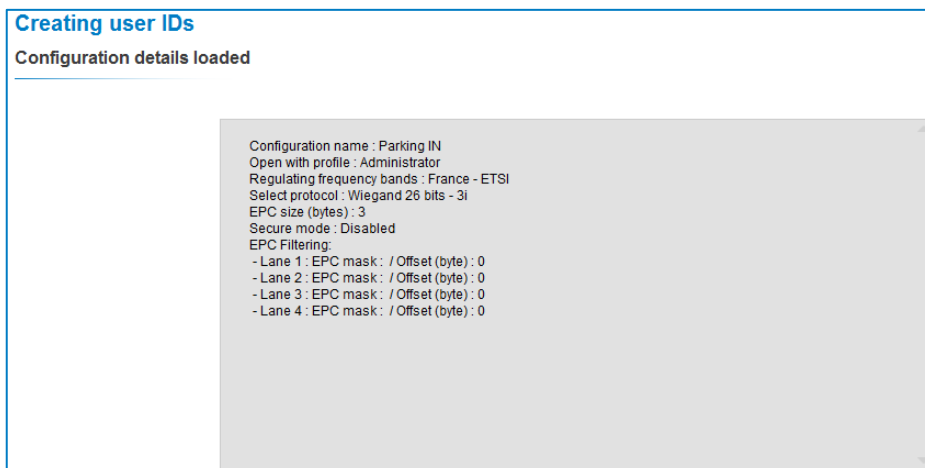 Creating user IDs
Configuration details loaded
Configuration name : Parking IN
Open with profile : Administrator
Regulating frequency bands : France - ETSI
Select protocol : Wiegand 26 bits - 3i
EPC size (bytes) : 3
Secure mode : Disabled
EPC Filtering:
- Lane 1 : EPC mask :  / Offset (byte) : 0
- Lane 2 : EPC mask :  / Offset (byte) : 0
- Lane 3 : EPC mask :  / Offset (byte) : 0
- Lane 4 : EPC mask :  / Offset (byte) : 0